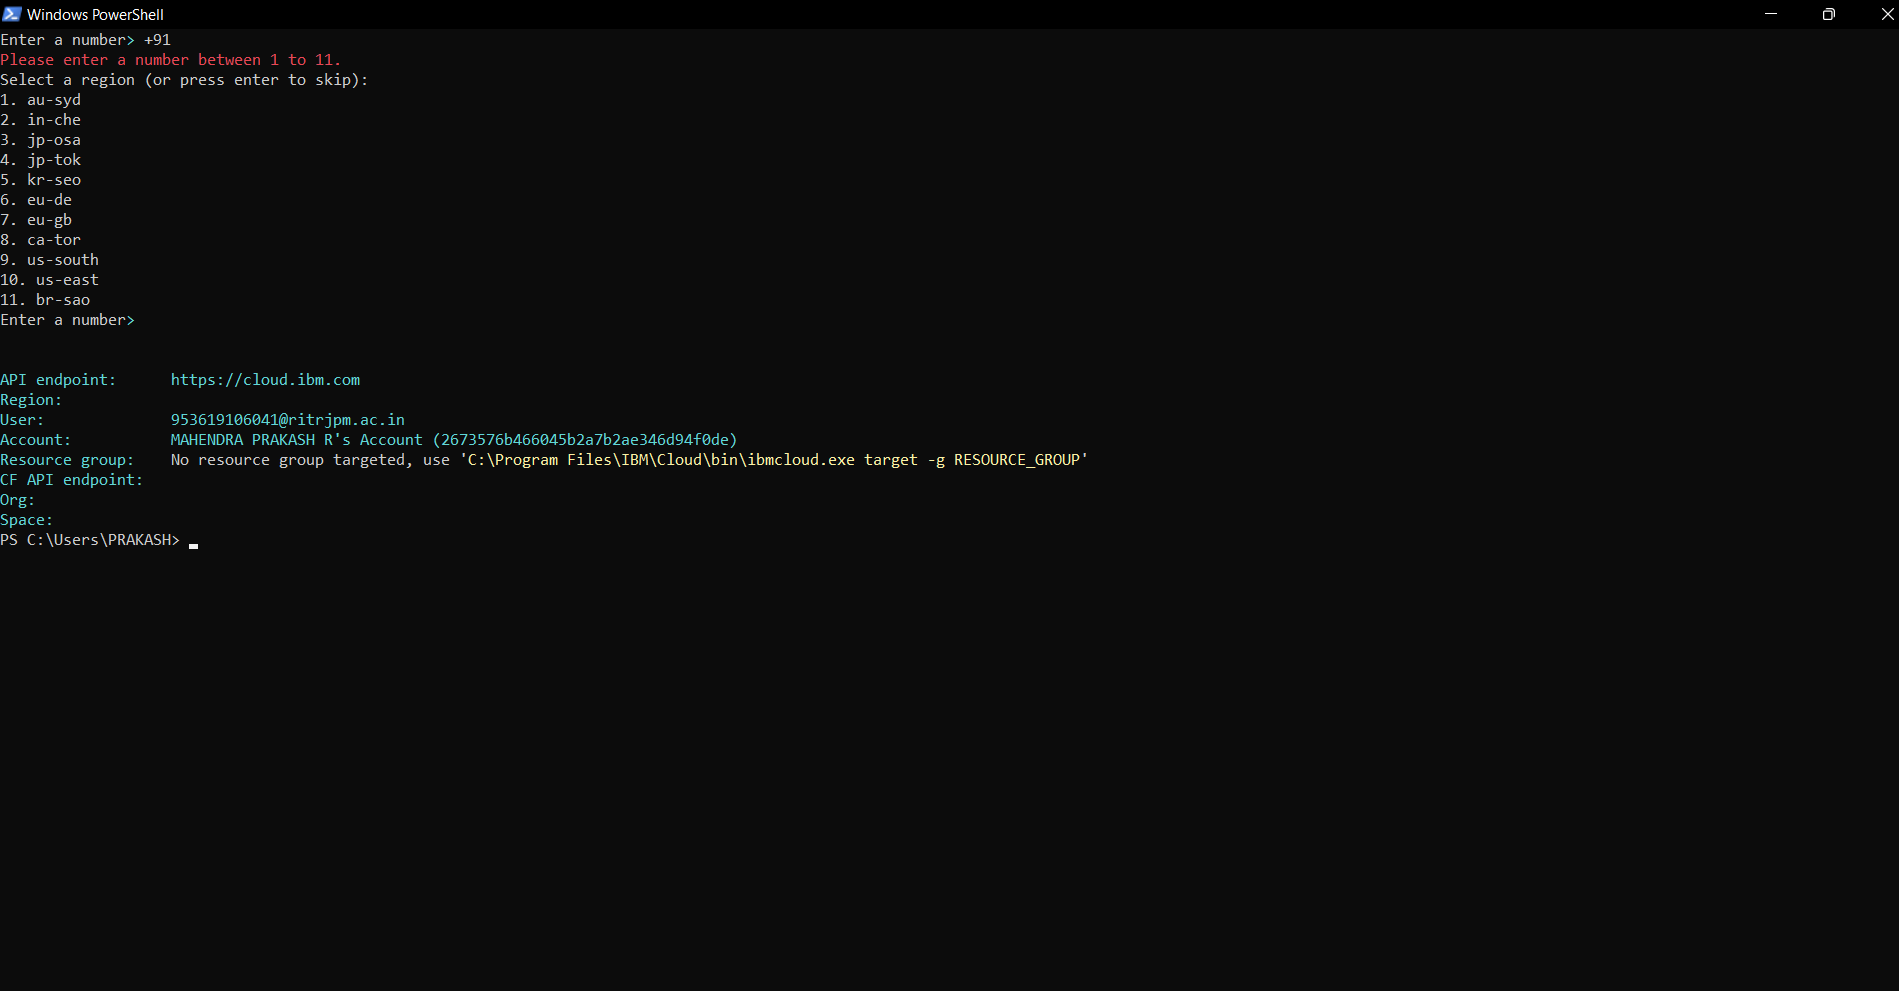 Windows PowerShell
Enter a number> +91
Please enter a number between 1 to 11.
Select a region (or press enter to skip):
1. au-syd
2. in-che
3. jp-osa
4. jp-tok
5. kr-seo
6. eu-de
7. eu-gb
8. ca-tor
9. us-south
10. us-east
11. br-sao
Enter a number>
API endpoint: https://cloud.ibm.com
Region:
User: 953619106041@ritrjpm.ac.in
Account: MAHENDRA PRAKASH R's Account (2673576b466045b2a7b2ae346d94f0de)
Resource group: No resource group targeted, use 'C:\Program Files\IBM\Cloud\bin\ibmcloud.exe target -g RESOURCE_GROUP'
CF API endpoint:
Org:
Space:
PS C:\Users\PRAKASH>